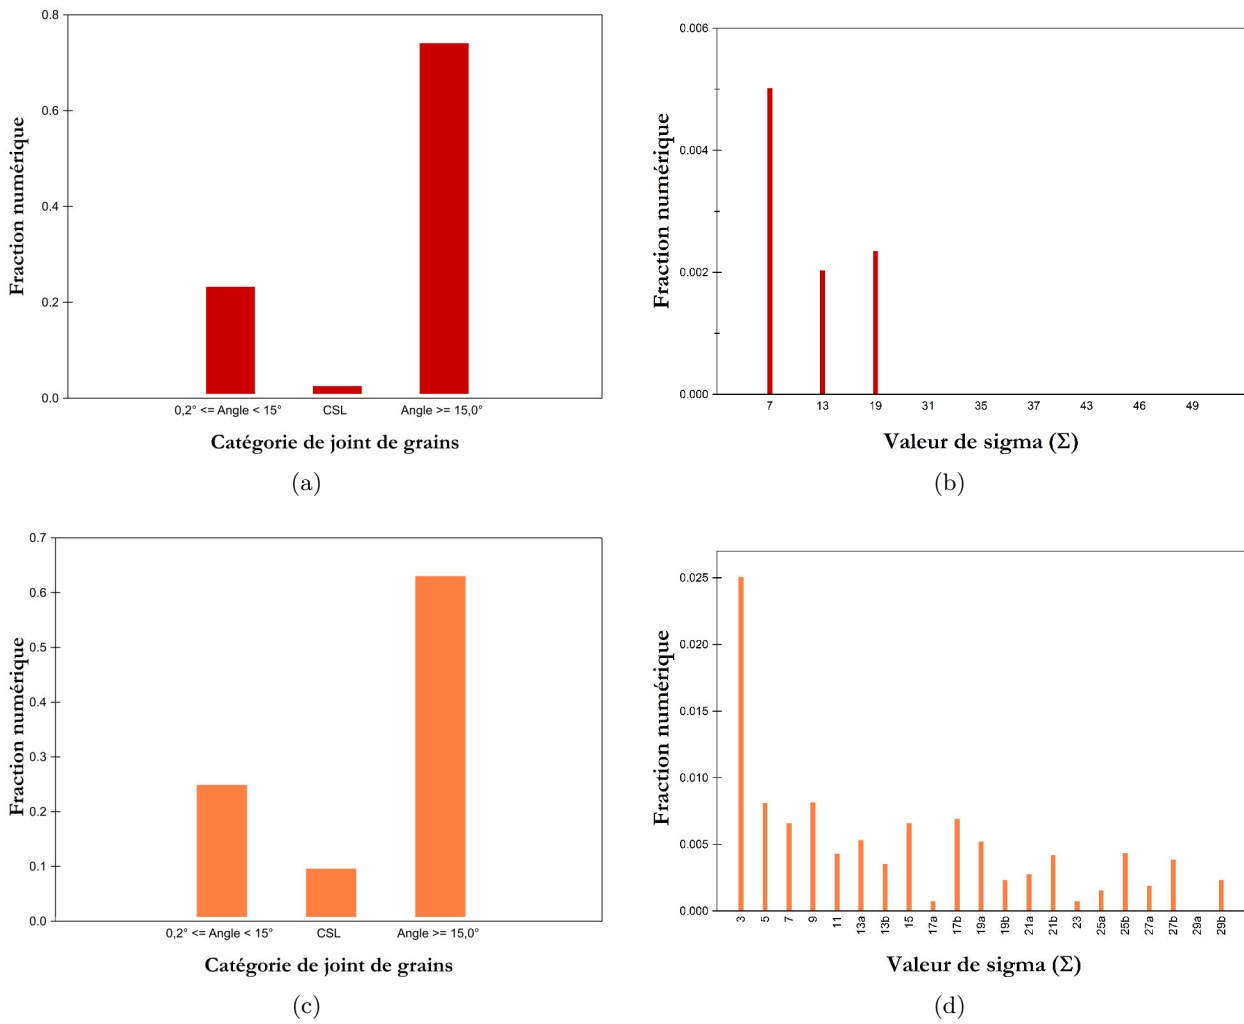 0.8
0.6
0.4
0.2
0.0
Fraction numérique
0,2° <= Angle < 15° CSL Angle >= 15,0°
Catégorie de joint de grains
(a)
0.006
0.004
0.002
0.000
Fraction numérique
7 13 19 31 35 37 43 46 49
Valeur de sigma (Σ)
(b)
0.7
0.6
0.5
0.4
0.3
0.2
0.1
0.0
Fraction numérique
0,2° <= Angle < 15° CSL Angle >= 15,0°
Catégorie de joint de grains
(c)
0.025
0.020
0.015
0.010
0.005
0.000
Fraction numérique
3 5 7 9 11 13a 13b 15 17a 17b 19a 19b 21a 21b 23 25a 25b 27a 27b 29a 29b
Valeur de sigma (Σ)
(d)